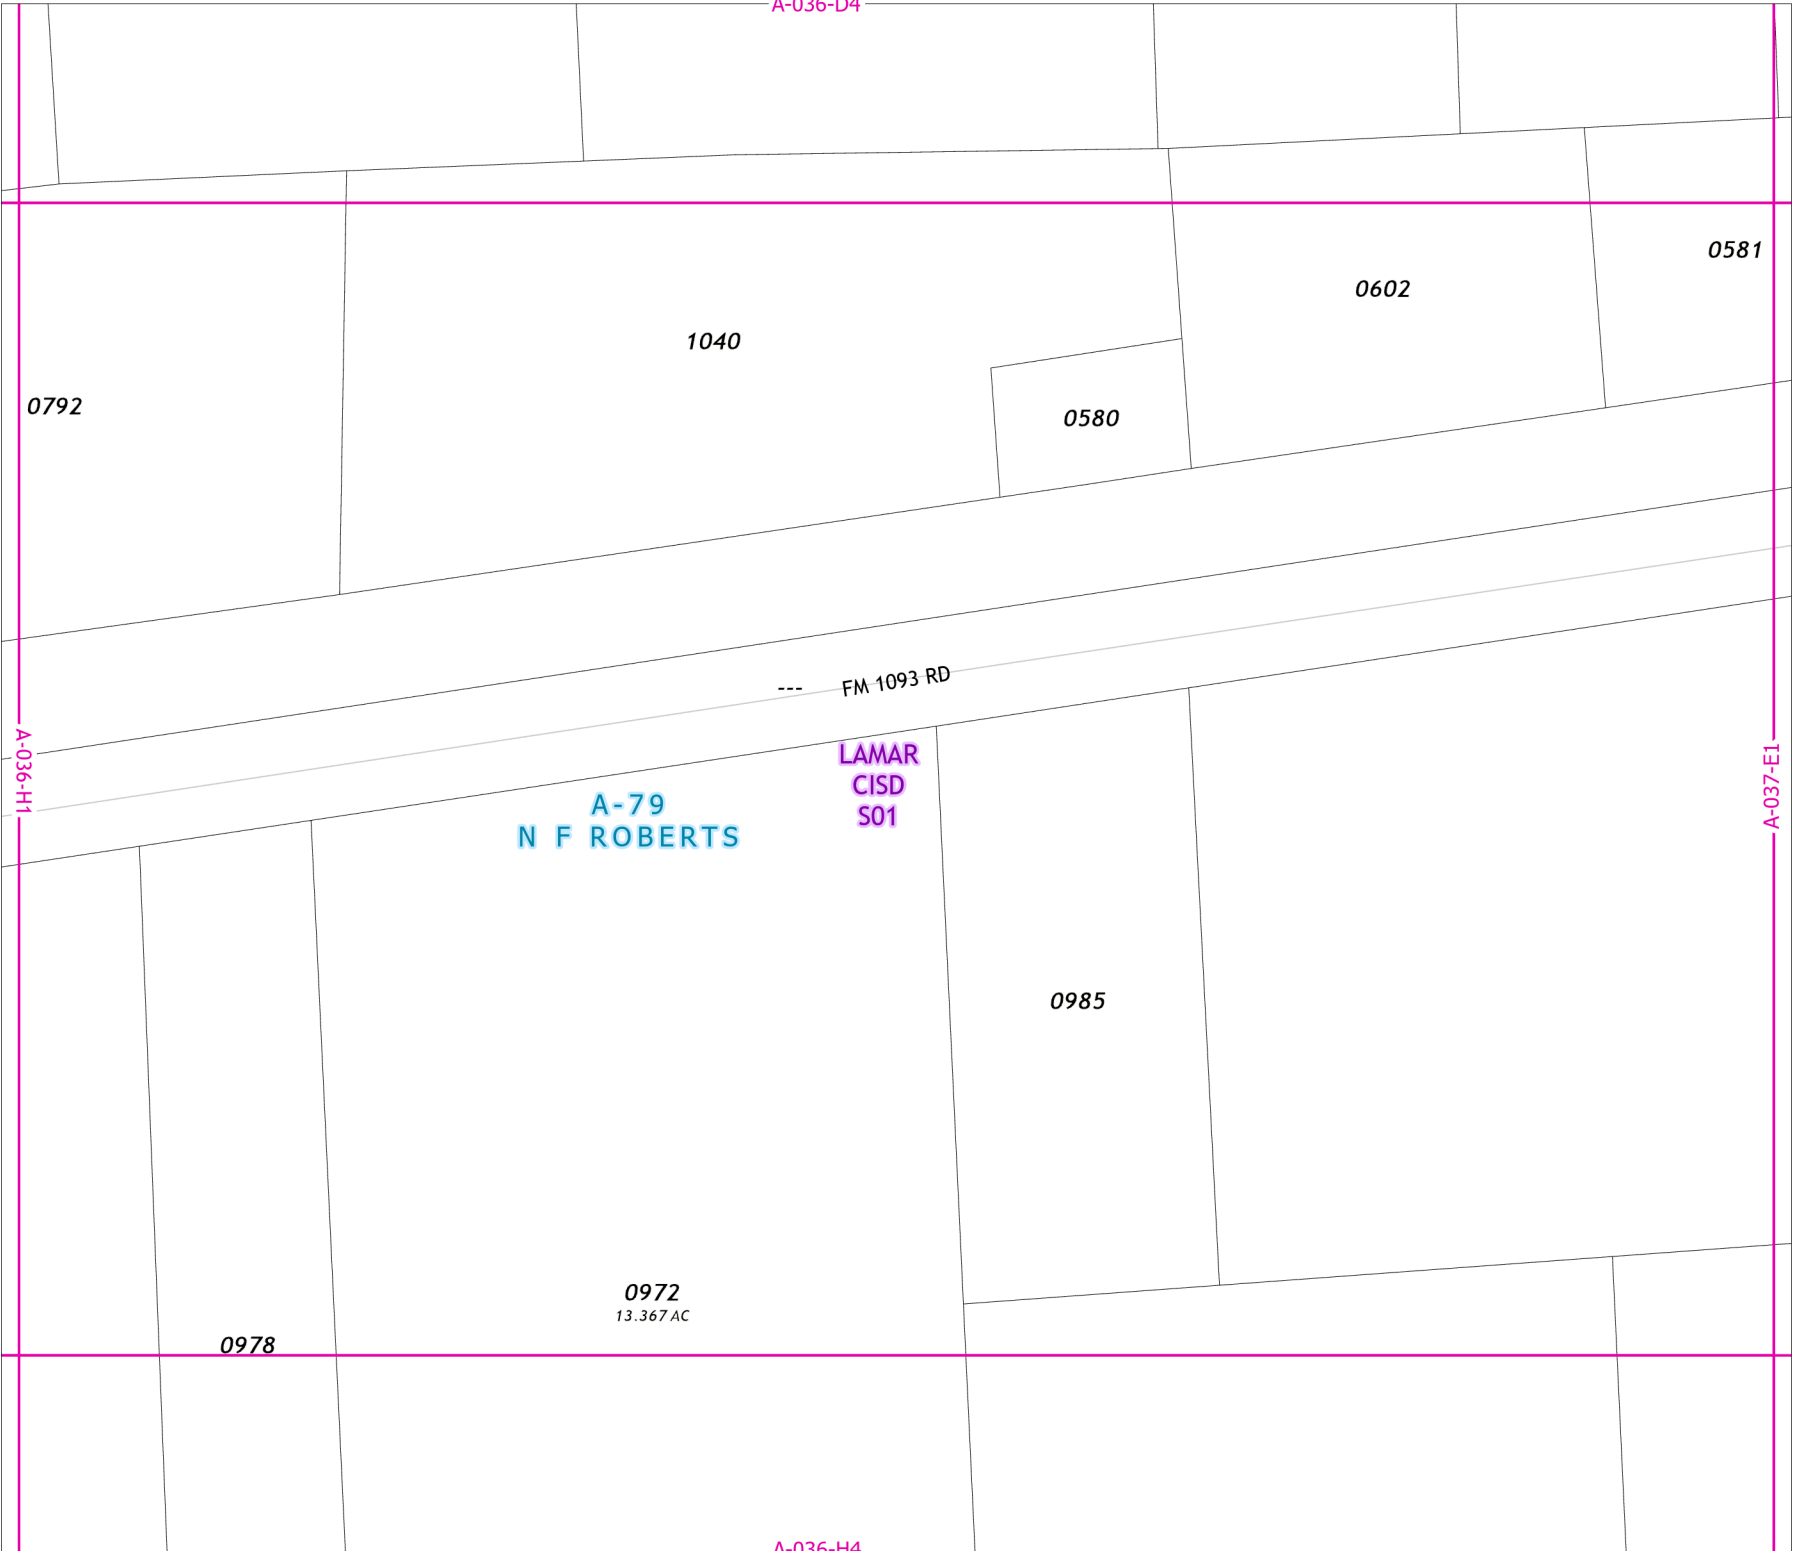 A-036-D4
0581
0602
1040
0792
0580
FM 1093 RD
---
A-036-H1
A-037-E1
LAMAR
CISD
S01
A-79
N F ROBERTS
0985
0972
13.367 AC
0978
A-036-H4